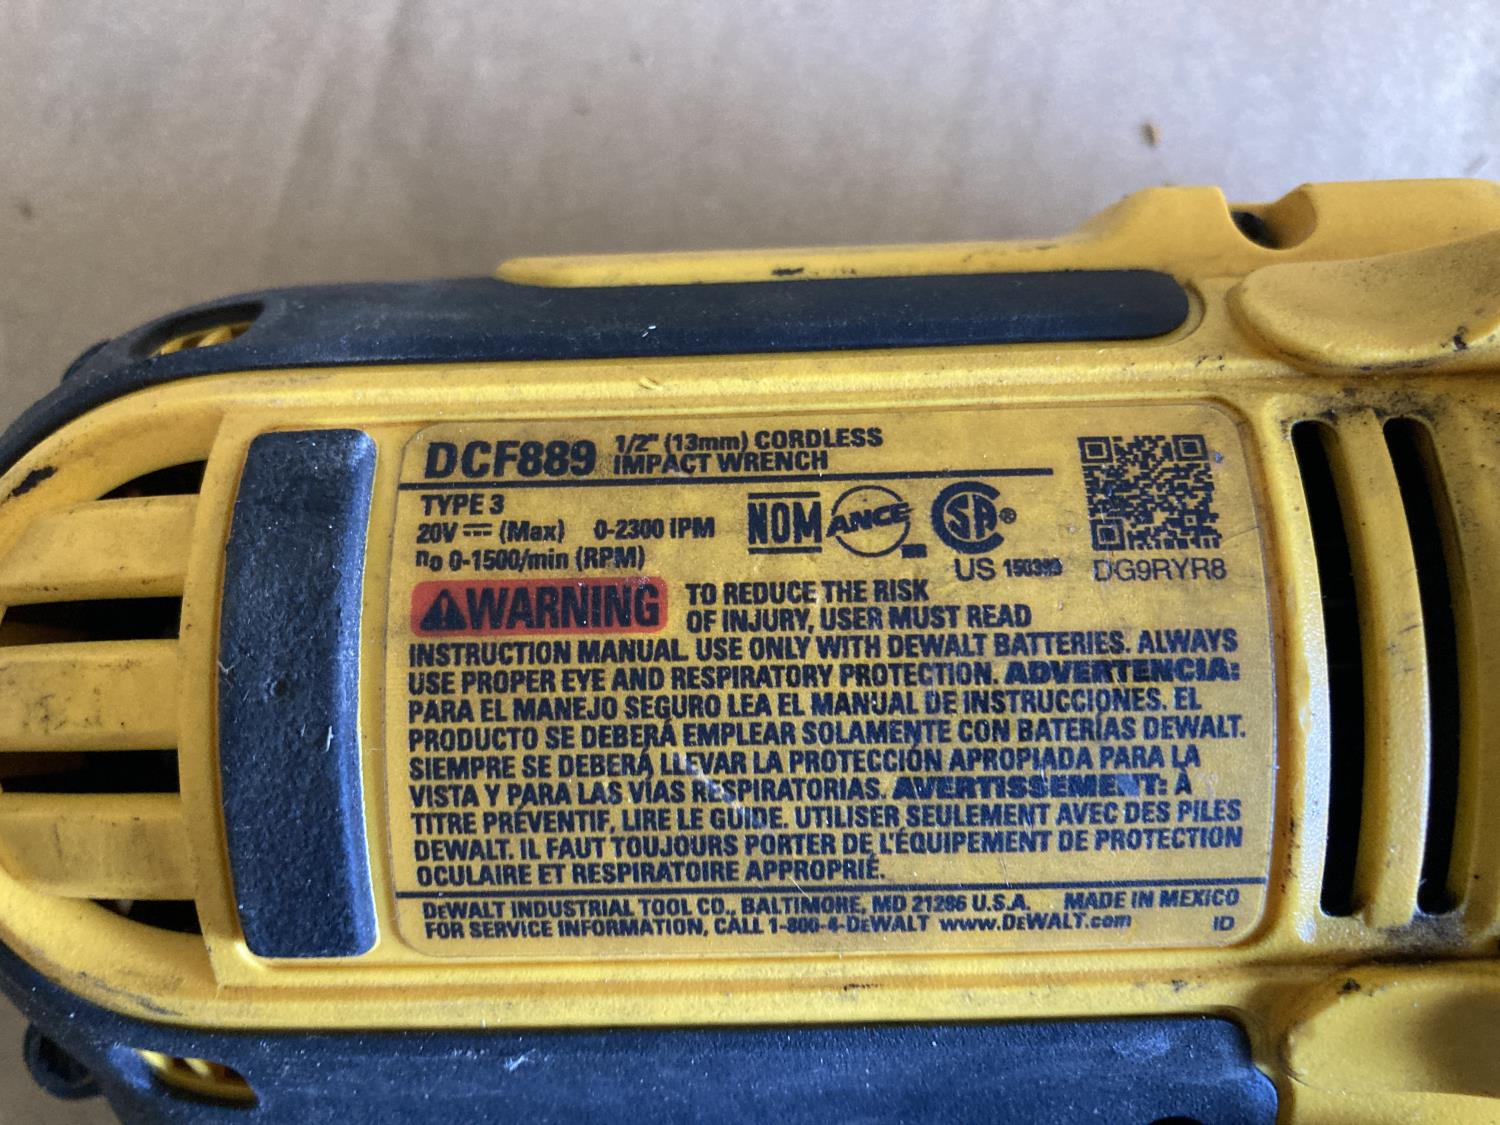 DCF889 1/2" (13mm) CORDLESS
IMPACT WRENCH
TYPE 3
20V ⎓ (Max) 0-2300 IPM
no 0-1500/min (RPM)
NOM ANCE CSA®
US DG9RYR8
WARNING TO REDUCE THE RISK
OF INJURY, USER MUST READ
INSTRUCTION MANUAL. USE ONLY WITH DEWALT BATTERIES. ALWAYS
USE PROPER EYE AND RESPIRATORY PROTECTION. ADVERTENCIA:
PARA EL MANEJO SEGURO LEA EL MANUAL DE INSTRUCCIONES. EL
PRODUCTO SE DEBERÁ EMPLEAR SOLAMENTE CON BATERÍAS DEWALT.
SIEMPRE SE DEBERÁ LLEVAR LA PROTECCIÓN APROPIADA PARA LA
VISTA Y PARA LAS VÍAS RESPIRATORIAS. AVERTISSEMENT: À
TITRE PRÉVENTIF, LIRE LE GUIDE. UTILISER SEULEMENT AVEC DES PILES
DEWALT. IL FAUT TOUJOURS PORTER DE L'ÉQUIPEMENT DE PROTECTION
OCULAIRE ET RESPIRATOIRE APPROPRIÉ.
DEWALT INDUSTRIAL TOOL CO., BALTIMORE, MD 21286 U.S.A. MADE IN MEXICO
FOR SERVICE INFORMATION, CALL 1-800-4-DEWALT www.DEWALT.com ID